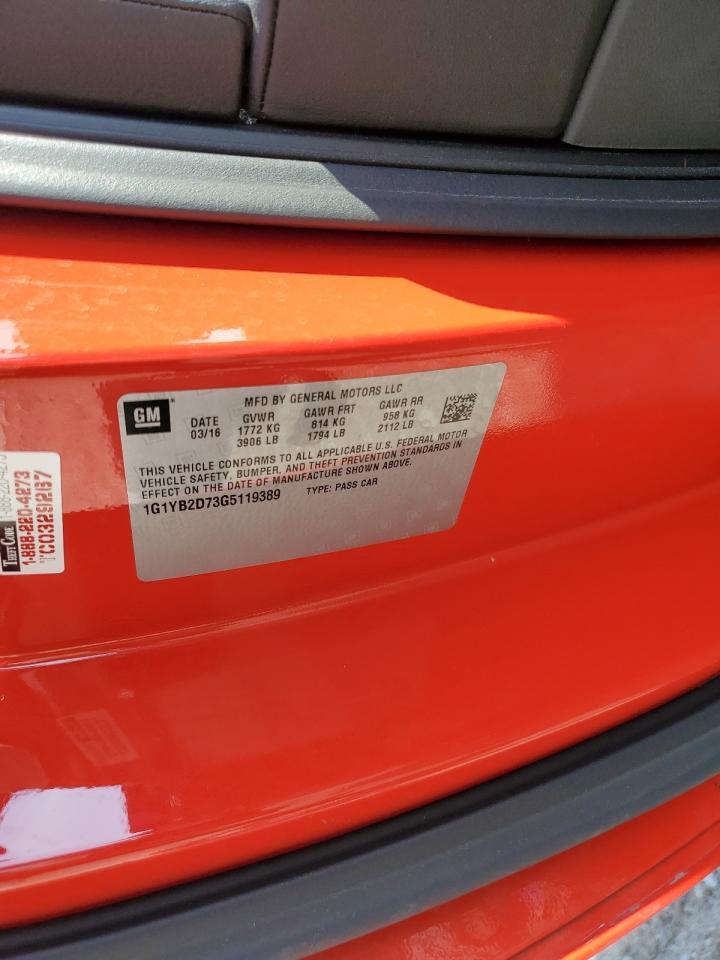 GM
MFD BY GENERAL MOTORS LLC
DATE GVWR GAWR FRT GAWR RR
03/16 1772 KG 814 KG 958 KG
3906 LB 1794 LB 2112 LB
THIS VEHICLE CONFORMS TO ALL APPLICABLE U.S. FEDERAL MOTOR
VEHICLE SAFETY, BUMPER, AND THEFT PREVENTION STANDARDS IN
EFFECT ON THE DATE OF MANUFACTURE SHOWN ABOVE.
1G1YB2D73G5119389 TYPE: PASS CAR
THEFT CODE
1-888-220-4273
TC0329267